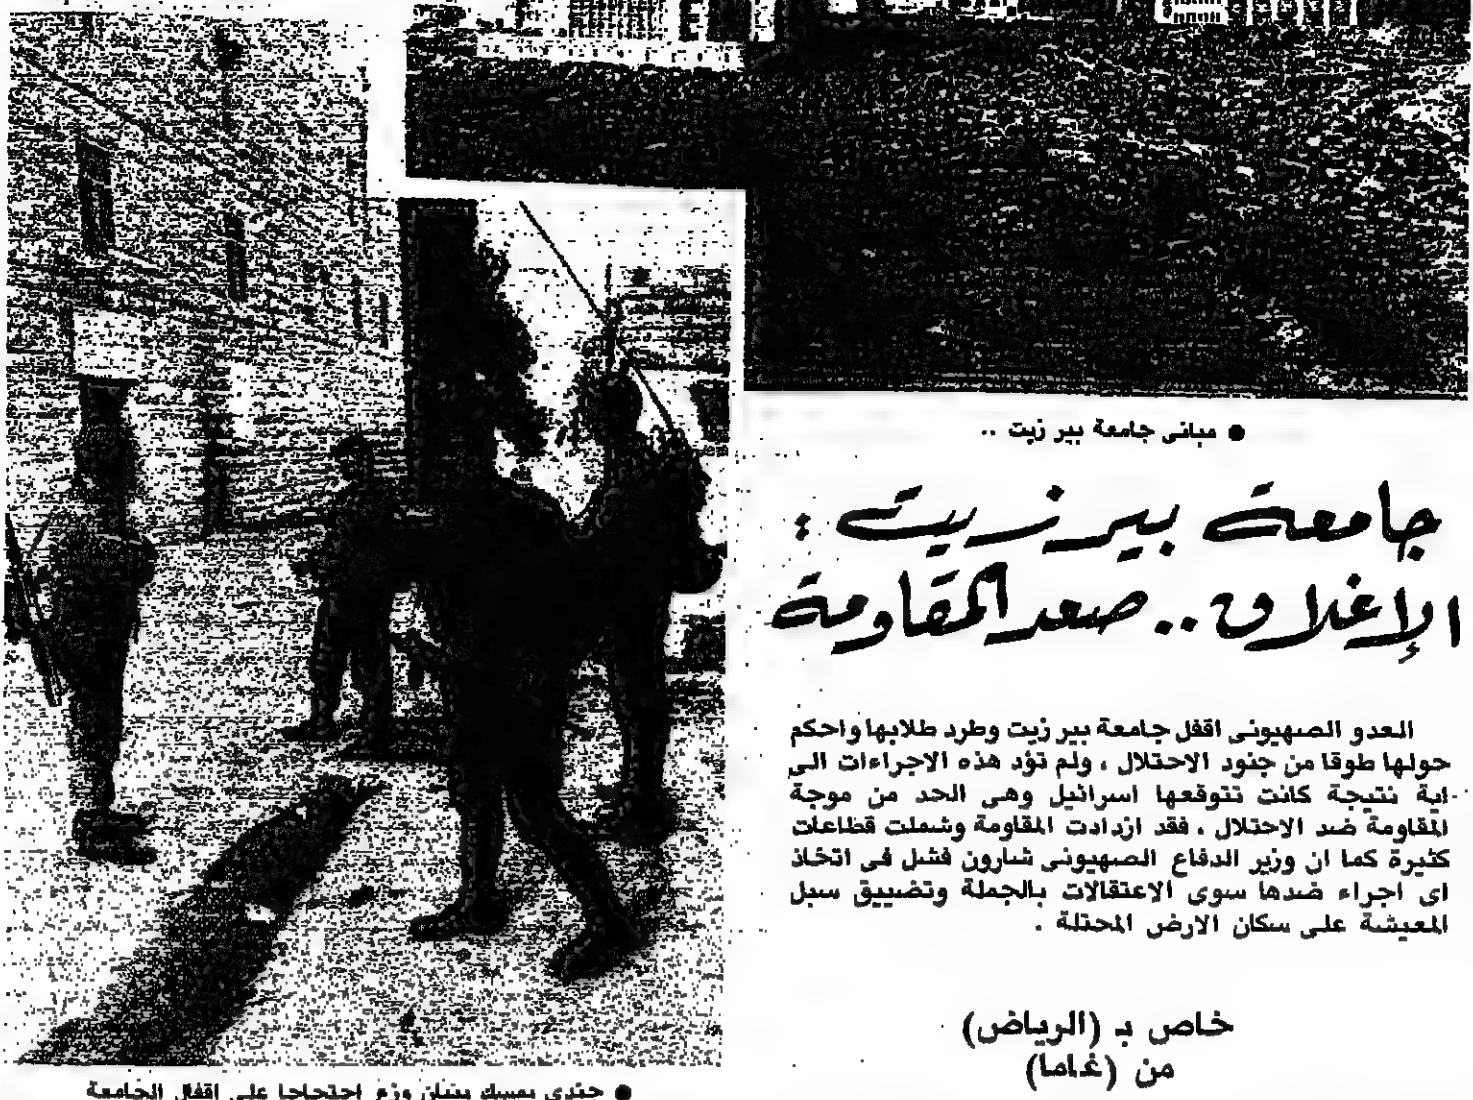 ● مباني جامعة بير زيت ..
جامعة بير زيت :
الإغلاق .. صعد المقاومة
العدو الصهيونى اقفل جامعة بير زيت وطرد طلابها واحكم
حولها طوقا من جنود الاحتلال ، ولم تؤد هذه الاجراءات الى
اية نتيجة كانت تتوقعها اسرائيل وهى الحد من موجة
المقاومة ضد الاحتلال ، فقد ازدادت المقاومة وشملت قطاعات
كثيرة كما ان وزير الدفاع الصهيونى شارون فشل فى اتخاذ
اى اجراء ضدها سوى الاعتقالات بالجملة وتضييق سبل
المعيشة على سكان الارض المحتلة .
خاص بـ (الرياض)
من (غاما)
● جندى يمسك ببيان وزع احتجاجا على اقفال الجامعة